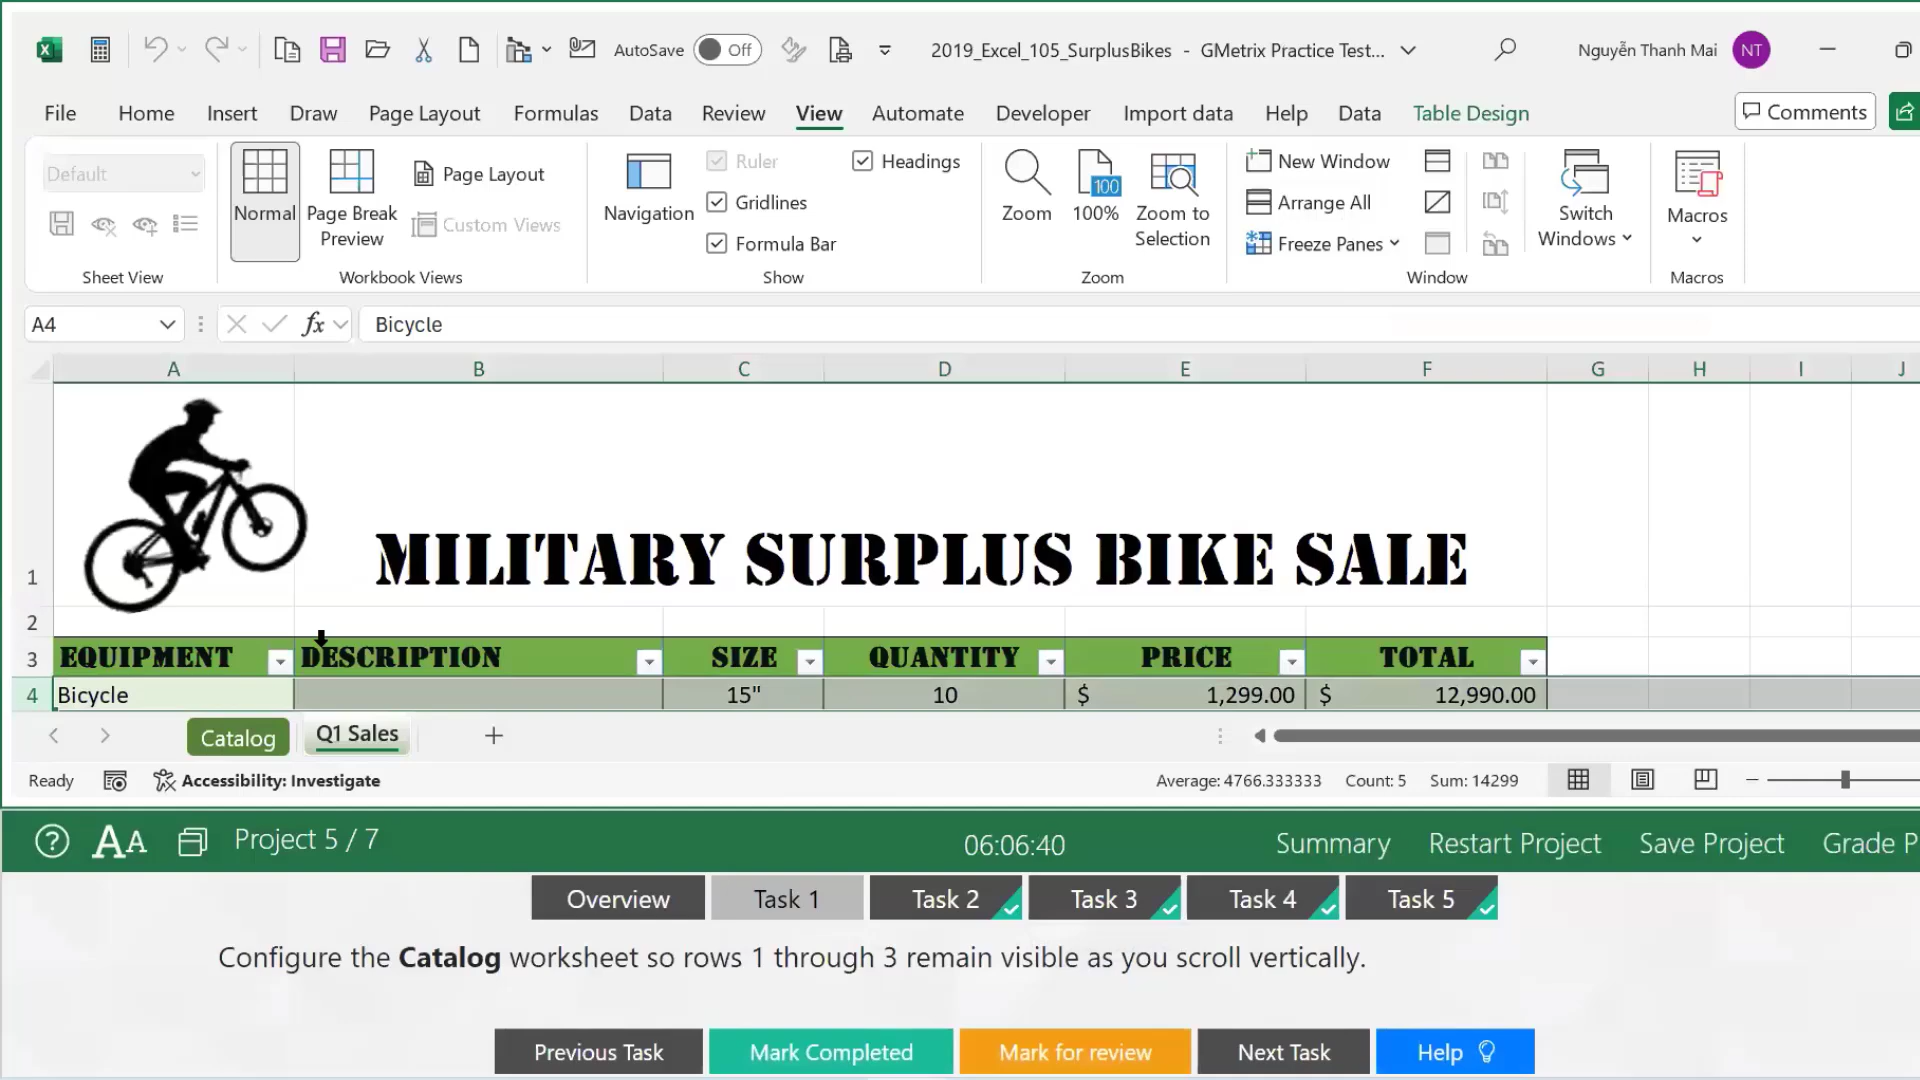 AutoSave Off 2019_Excel_105_SurplusBikes - GMetrix Practice Test... Nguyễn Thanh Mai NT
File Home Insert Draw Page Layout Formulas Data Review View Automate Developer Import data Help Data Table Design Comments
Default
Normal
Page Break Preview
Page Layout
Custom Views
Navigation
Ruler
Gridlines
Formula Bar
Headings
Zoom
100
100%
Zoom to Selection
New Window
Arrange All
Freeze Panes
Switch Windows
Macros
Sheet View Workbook Views Show Zoom Window Macros
A4 fx Bicycle
A B C D E F G H I J
1 MILITARY SURPLUS BIKE SALE
2
3 EQUIPMENT DESCRIPTION SIZE QUANTITY PRICE TOTAL
4 Bicycle 15" 10 $ 1,299.00 $ 12,990.00
Catalog Q1 Sales +
Ready Accessibility: Investigate Average: 4766.333333 Count: 5 Sum: 14299
? AA Project 5 / 7 06:06:40 Summary Restart Project Save Project Grade P
Overview Task 1 Task 2 Task 3 Task 4 Task 5
Configure the Catalog worksheet so rows 1 through 3 remain visible as you scroll vertically.
Previous Task Mark Completed Mark for review Next Task Help